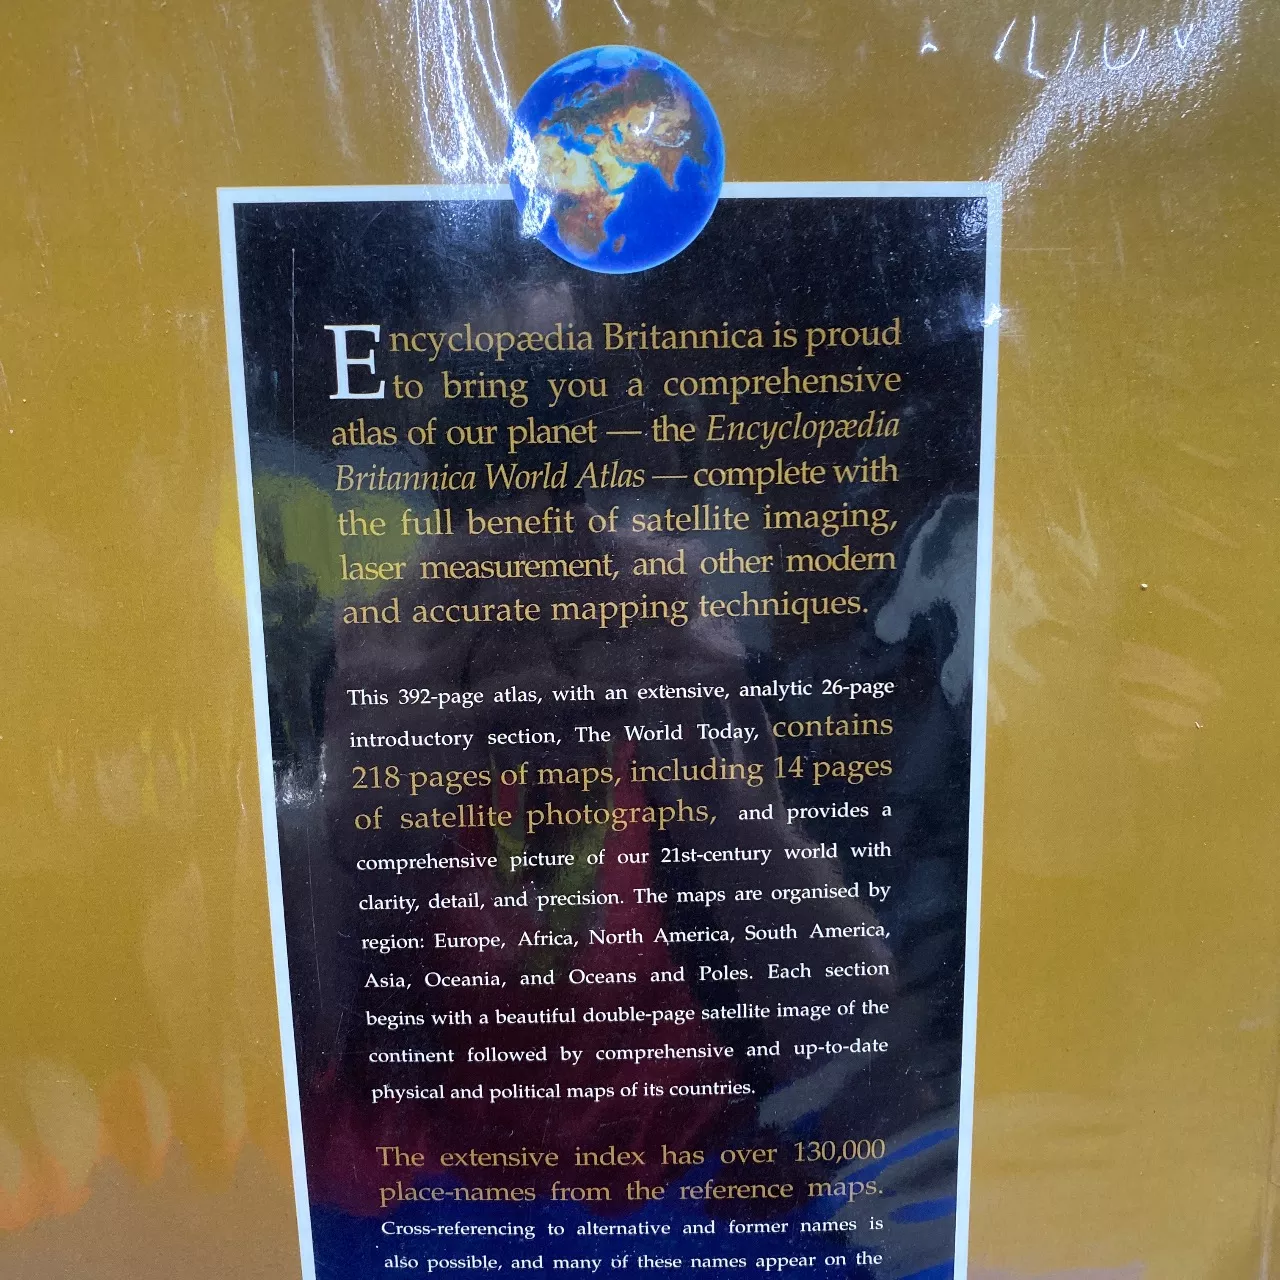 Encyclopædia Britannica is proud
to bring you a comprehensive
atlas of our planet — the Encyclopædia
Britannica World Atlas — complete with
the full benefit of satellite imaging,
laser measurement, and other modern
and accurate mapping techniques.
This 392-page atlas, with an extensive, analytic 26-page
introductory section, The World Today, contains
218 pages of maps, including 14 pages
of satellite photographs, and provides a
comprehensive picture of our 21st-century world with
clarity, detail, and precision. The maps are organised by
region: Europe, Africa, North America, South America,
Asia, Oceania, and Oceans and Poles. Each section
begins with a beautiful double-page satellite image of the
continent followed by comprehensive and up-to-date
physical and political maps of its countries.
The extensive index has over 130,000
place-names from the reference maps.
Cross-referencing to alternative and former names is
also possible, and many of these names appear on the